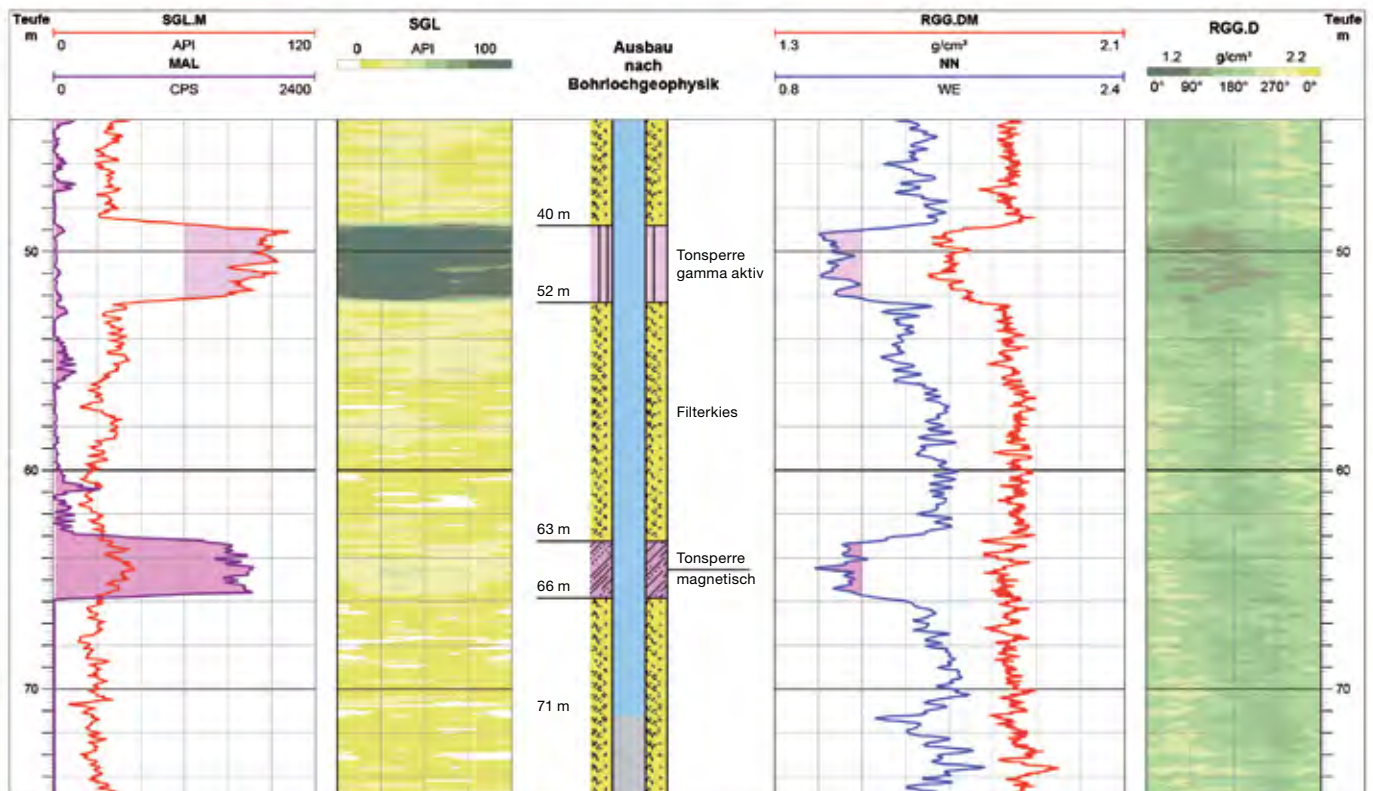 Teufe
m
SGL.M
0 API 120
MAL
0 CPS 2400
SGL
0 API 100
Ausbau
nach
Bohrlochgeophysik
RGG.DM
1.3 g/cm³ 2.1
NN
0.8 WE 2.4
RGG.D
1.2 g/cm³ 2.2
0° 90° 180° 270° 0°
Teufe
m
40 m
50
50
Tonsperre
gamma aktiv
52 m
Filterkies
60
60
63 m
Tonsperre
magnetisch
66 m
70
70
71 m